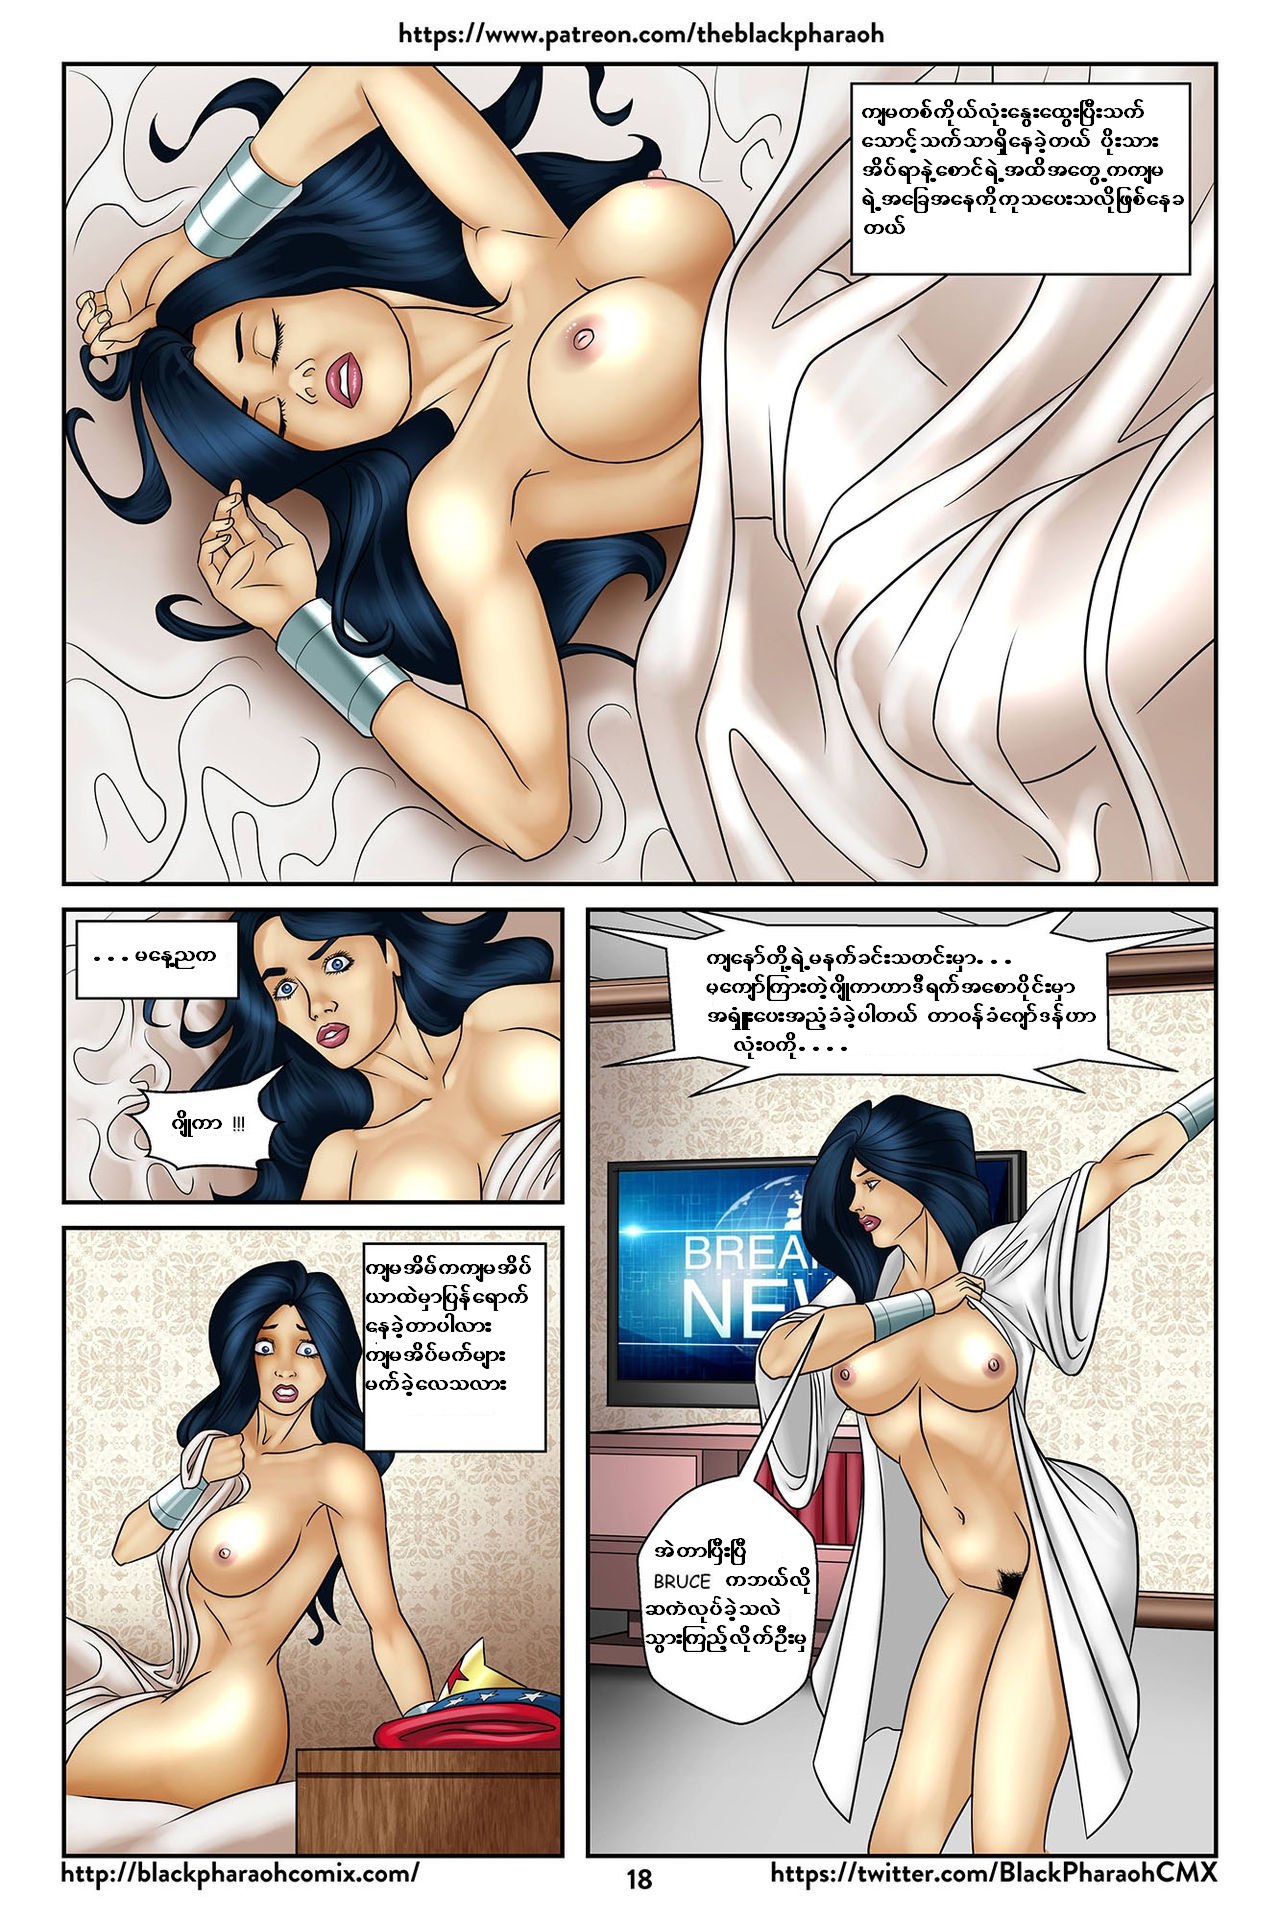 https://www.patreon.com/theblackpharaoh
ကျမတစ်ကိုယ်လုံးနွေးထွေးပြီးသက်
သောင့်သက်သာရှိနေခဲ့တယ် ပိုးသား
အိပ်ရာနဲ့စောင်ရဲ့အထိအတွေ့ကကျမ
ရဲ့အခြေအနေကိုကုသပေးသလိုဖြစ်နေခ
တယ်
...မနေ့ညက
ဂျိုကာ !!!
ကျနော်တို့ရဲ့မနက်ခင်းသတင်းမှာ...
မကျော်ကြားတဲ့ဂျိုကာဟာဒီရက်အစောပိုင်းမှာ
အရှုံးပေးအညံ့ခံခဲ့ပါတယ် တာဝန်ခံဂျော်ဒန်ဟာ
လုံးဝကို....
BREA
NEW
ကျမအိမ်ကကျမအိပ်
ယာထဲမှာပြန်ရောက်
နေခဲ့တာပါလား
ကျမအိပ်မက်များ
မက်ခဲ့လေသလား
အဲတာပြီးပြီ
BRUCE ကဘယ်လို
ဆက်လုပ်ခဲ့သလဲ
သွားကြည့်လိုက်ဦးမှ
http://blackpharaohcomix.com/
18
https://twitter.com/BlackPharaohCMX